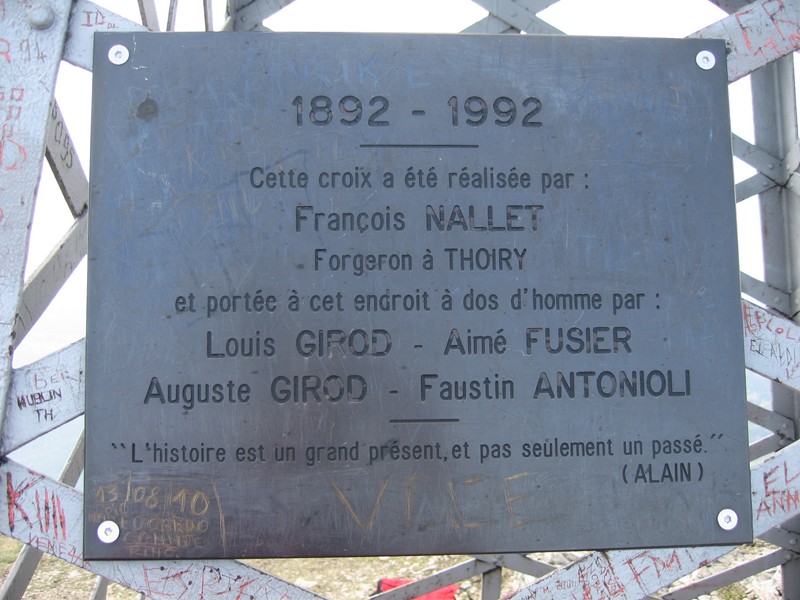 1892 - 1992
Cette croix a été réalisée par :
François NALLET
Forgeron à THOIRY
et portée à cet endroit à dos d'homme par :
Louis GIROD - Aimé FUSIER
Auguste GIROD - Faustin ANTONIOLI
"L'histoire est un grand présent, et pas seulement un passé."
(ALAIN)
13/08/10
EDOARDO